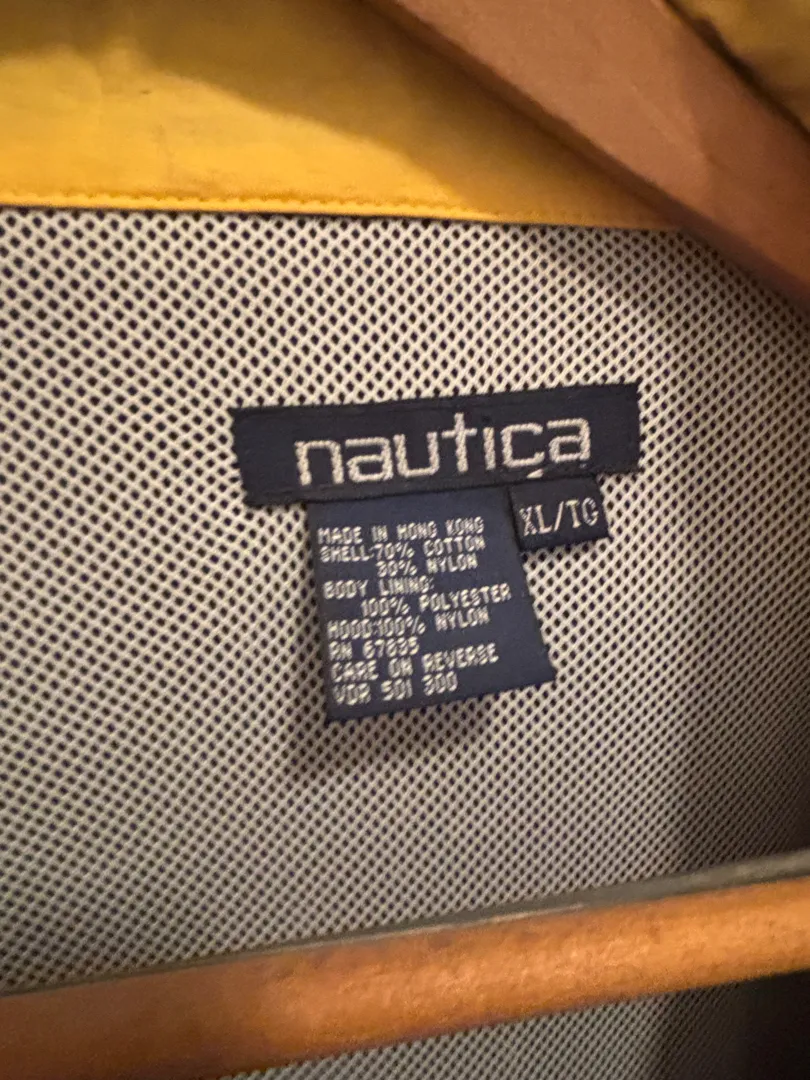 nautica
XL/TG
MADE IN HONG KONG
SHELL:70% COTTON
30% NYLON
BODY LINING:
100% POLYESTER
HOOD:100% NYLON
RN 67835
CARE ON REVERSE
VDR 501 300